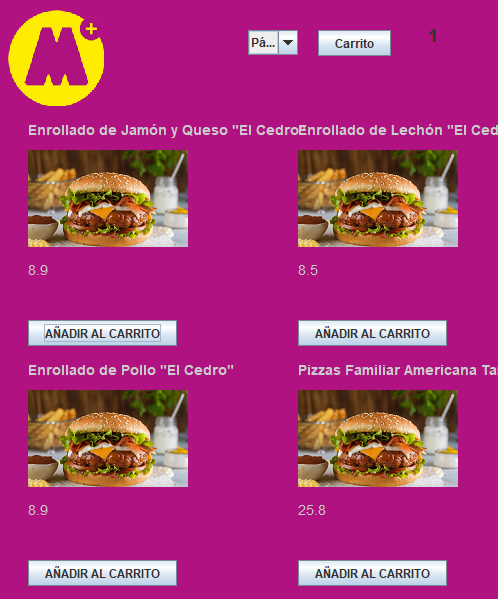 M+
Pá...
Carrito
1
Enrollado de Jamón y Queso "El Cedro
Enrollado de Lechón "El Ced
8.9
8.5
AÑADIR AL CARRITO
AÑADIR AL CARRITO
Enrollado de Pollo "El Cedro"
Pizzas Familiar Americana Ta
8.9
25.8
AÑADIR AL CARRITO
AÑADIR AL CARRITO